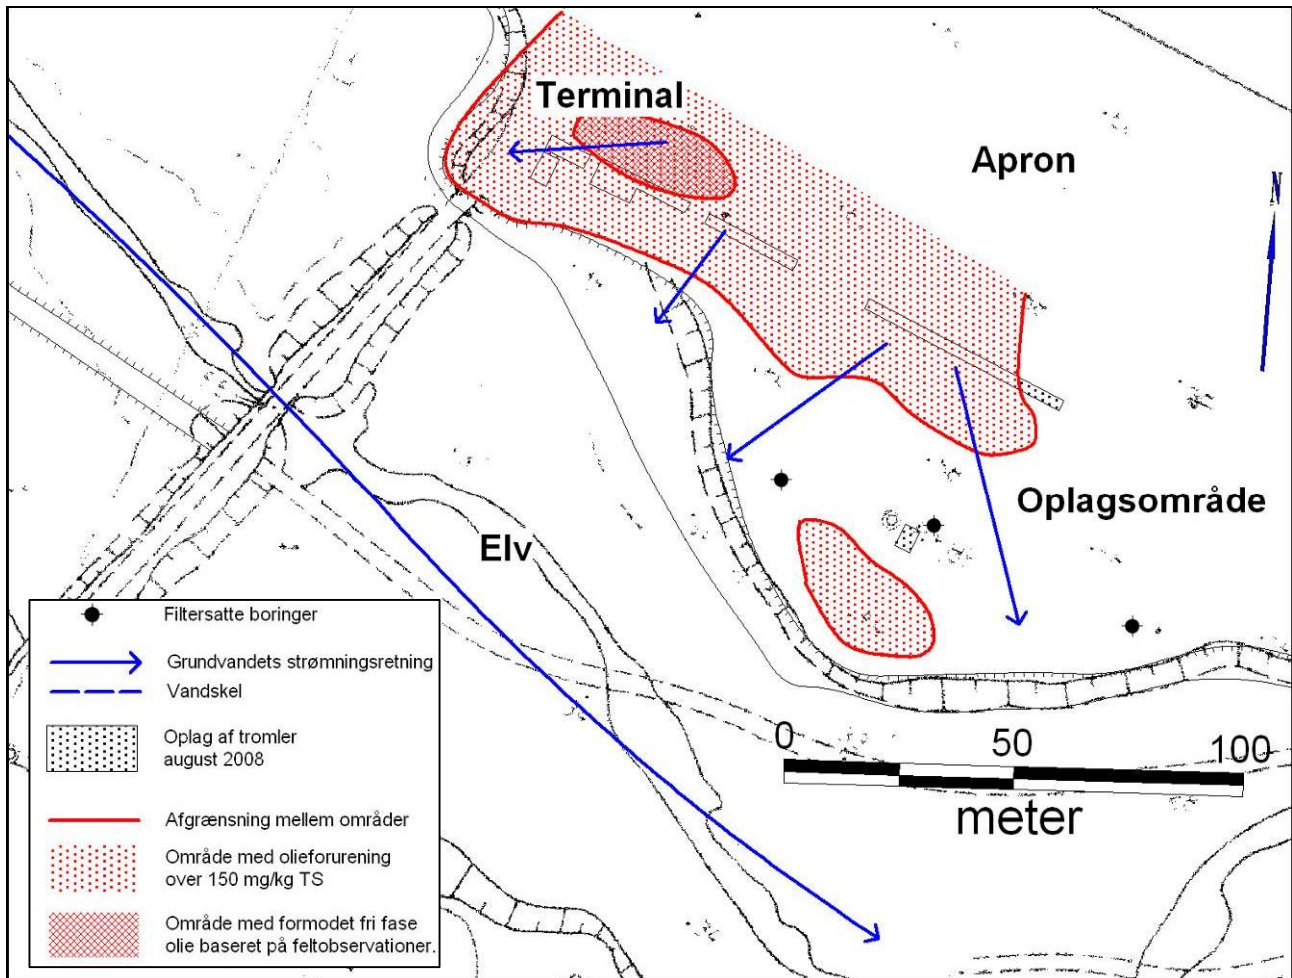 Terminal
Apron
N
Oplagsområde
Elv
Filtersatte boringer
Grundvandets strømningsretning
Vandskel
Oplag af tromler
august 2008
Afgrænsning mellem områder
Område med olieforurening
over 150 mg/kg TS
Område med formodet fri fase
olie baseret på feltobservationer.
0 50 100
meter